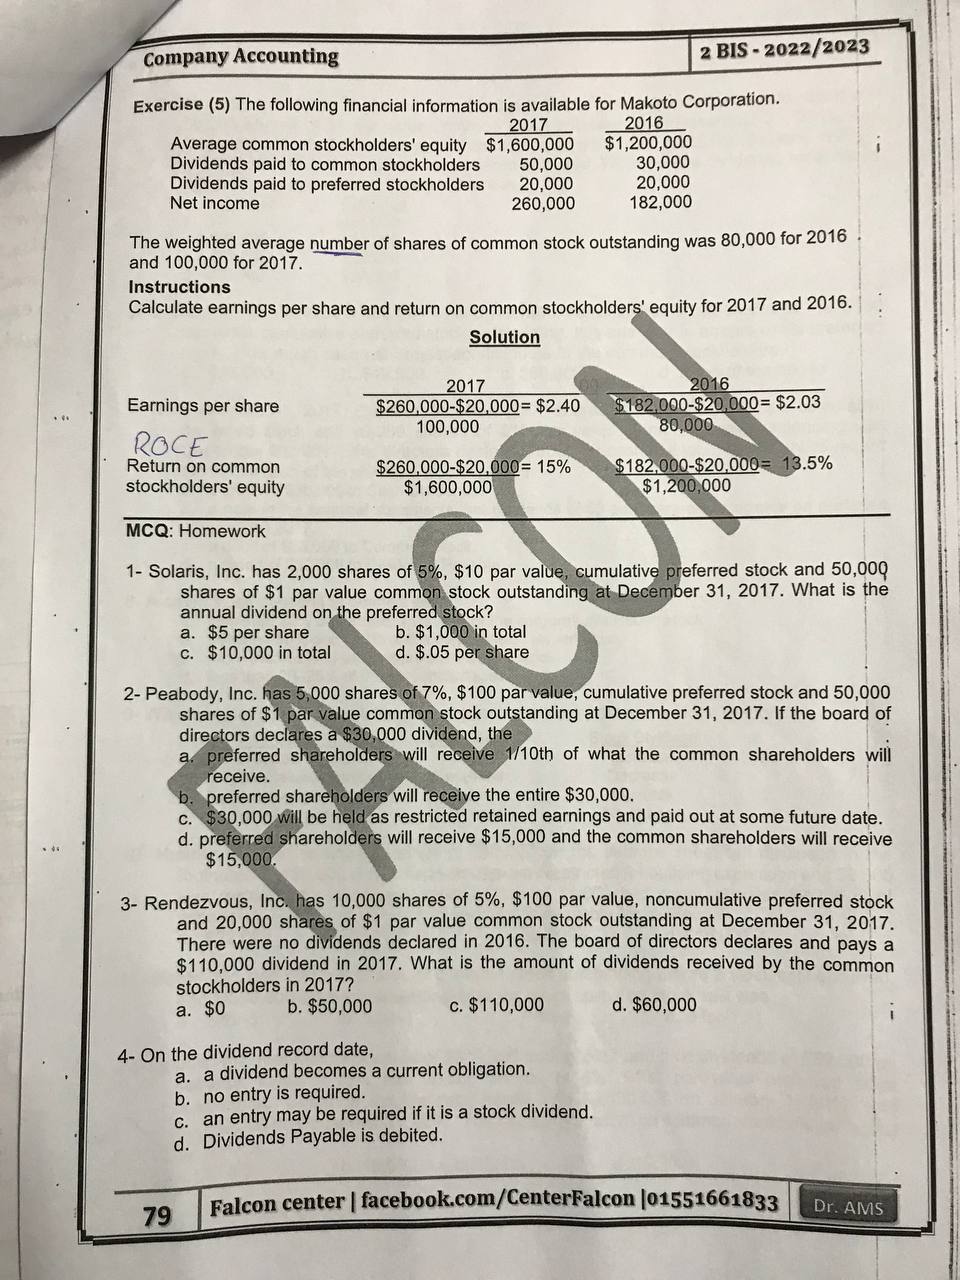 Company Accounting 2 BIS - 2022/2023
Exercise (5) The following financial information is available for Makoto Corporation.
2017 2016
Average common stockholders' equity $1,600,000 $1,200,000
Dividends paid to common stockholders 50,000 30,000
Dividends paid to preferred stockholders 20,000 20,000
Net income 260,000 182,000
The weighted average number of shares of common stock outstanding was 80,000 for 2016
and 100,000 for 2017.
Instructions
Calculate earnings per share and return on common stockholders' equity for 2017 and 2016.
Solution
2017 2016
Earnings per share $260,000-$20,000= $2.40 $182,000-$20,000= $2.03
100,000 80,000
ROCE
Return on common $260,000-$20,000= 15% $182,000-$20,000= 13.5%
stockholders' equity $1,600,000 $1,200,000
MCQ: Homework
1- Solaris, Inc. has 2,000 shares of 5%, $10 par value, cumulative preferred stock and 50,000
shares of $1 par value common stock outstanding at December 31, 2017. What is the
annual dividend on the preferred stock?
a. $5 per share b. $1,000 in total
c. $10,000 in total d. $.05 per share
2- Peabody, Inc. has 5,000 shares of 7%, $100 par value, cumulative preferred stock and 50,000
shares of $1 par value common stock outstanding at December 31, 2017. If the board of
directors declares a $30,000 dividend, the
a. preferred shareholders will receive 1/10th of what the common shareholders will
receive.
b. preferred shareholders will receive the entire $30,000.
c. $30,000 will be held as restricted retained earnings and paid out at some future date.
d. preferred shareholders will receive $15,000 and the common shareholders will receive
$15,000.
3- Rendezvous, Inc. has 10,000 shares of 5%, $100 par value, noncumulative preferred stock
and 20,000 shares of $1 par value common stock outstanding at December 31, 2017.
There were no dividends declared in 2016. The board of directors declares and pays a
$110,000 dividend in 2017. What is the amount of dividends received by the common
stockholders in 2017?
a. $0 b. $50,000 c. $110,000 d. $60,000
4- On the dividend record date,
a. a dividend becomes a current obligation.
b. no entry is required.
c. an entry may be required if it is a stock dividend.
d. Dividends Payable is debited.
FALCON
79 Falcon center | facebook.com/CenterFalcon |01551661833 Dr. AMS